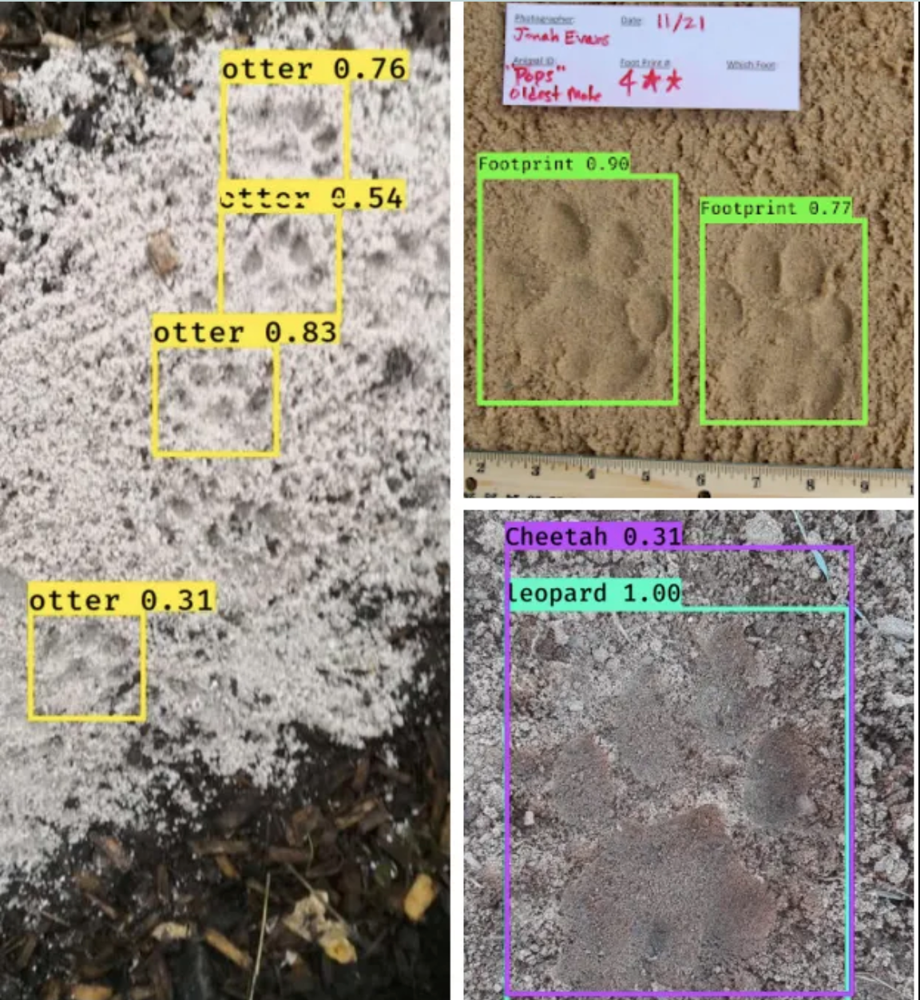 otter 0.76
otter 0.54
otter 0.83
otter 0.31
Photographer: Date: 11/21
Jonah Evans
Animal ID: Foot Print #: Which Foot:
"Pops" 4 **
Oldest Male
Footprint 0.90
Footprint 0.77
2 3 4 5 6 7 8 9
Cheetah 0.31
leopard 1.00